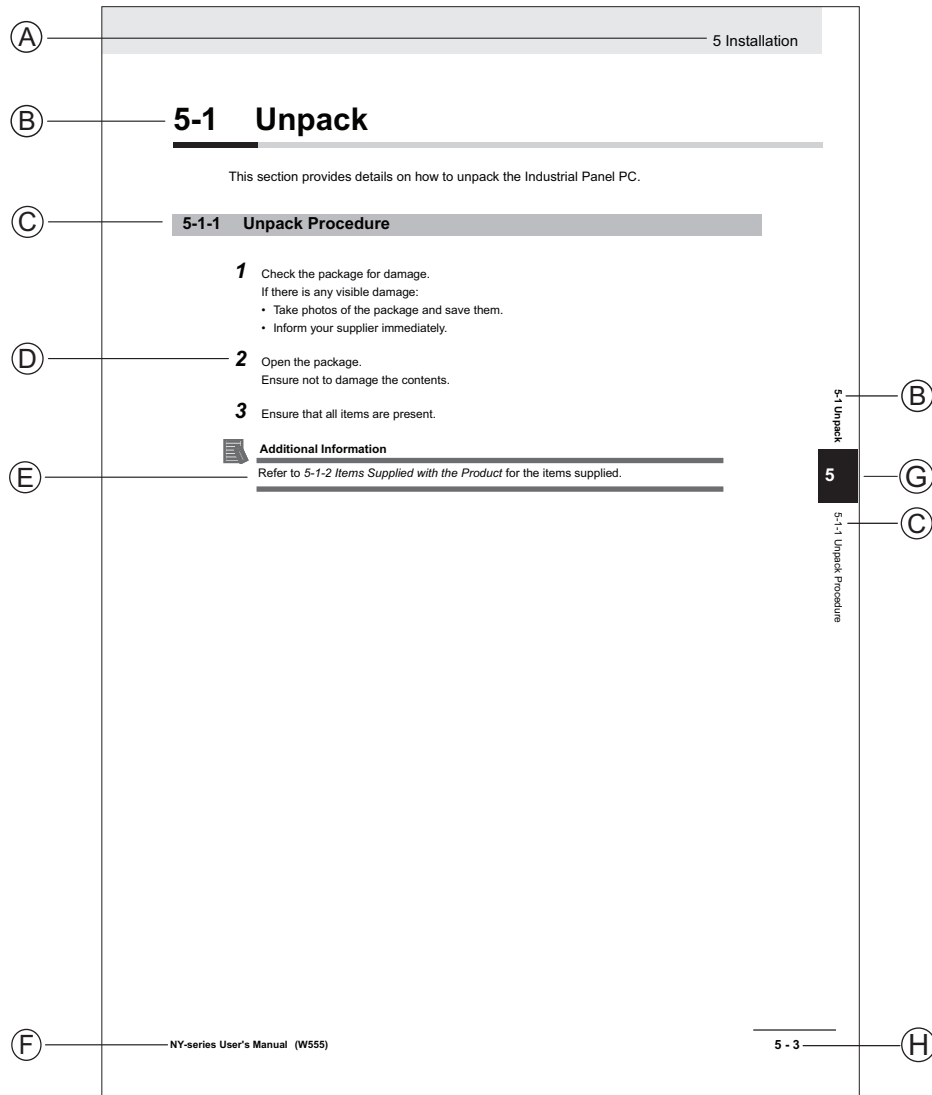 A
5 Installation
B
5-1 Unpack
This section provides details on how to unpack the Industrial Panel PC.
C
5-1-1 Unpack Procedure
1 Check the package for damage.
If there is any visible damage:
• Take photos of the package and save them.
• Inform your supplier immediately.
D
2 Open the package.
Ensure not to damage the contents.
3 Ensure that all items are present.
Additional Information
E
Refer to 5-1-2 Items Supplied with the Product for the items supplied.
5-1 Unpack
B
5
G
5-1-1 Unpack Procedure
C
F
NY-series User's Manual (W555)
5 - 3
H